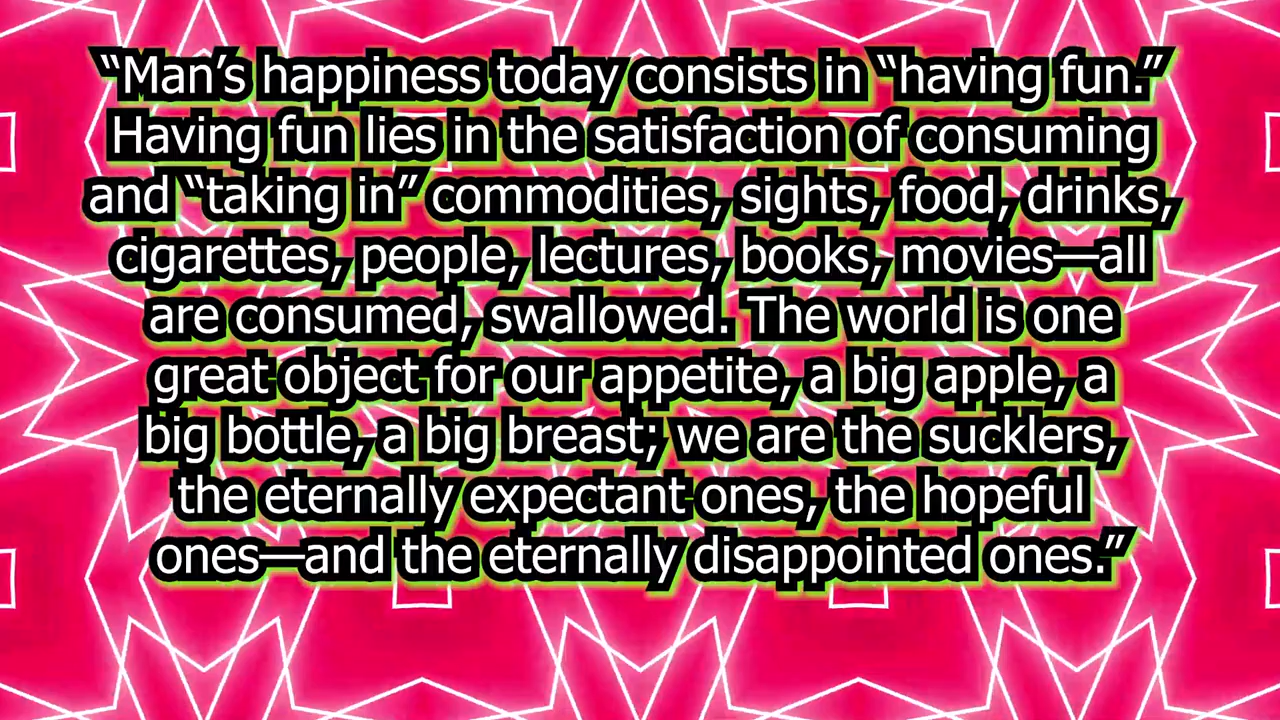 “Man’s happiness today consists in “having fun.”
Having fun lies in the satisfaction of consuming
and “taking in” commodities, sights, food, drinks,
cigarettes, people, lectures, books, movies—all
are consumed, swallowed. The world is one
great object for our appetite, a big apple, a
big bottle, a big breast; we are the sucklers,
the eternally expectant ones, the hopeful
ones—and the eternally disappointed ones.”